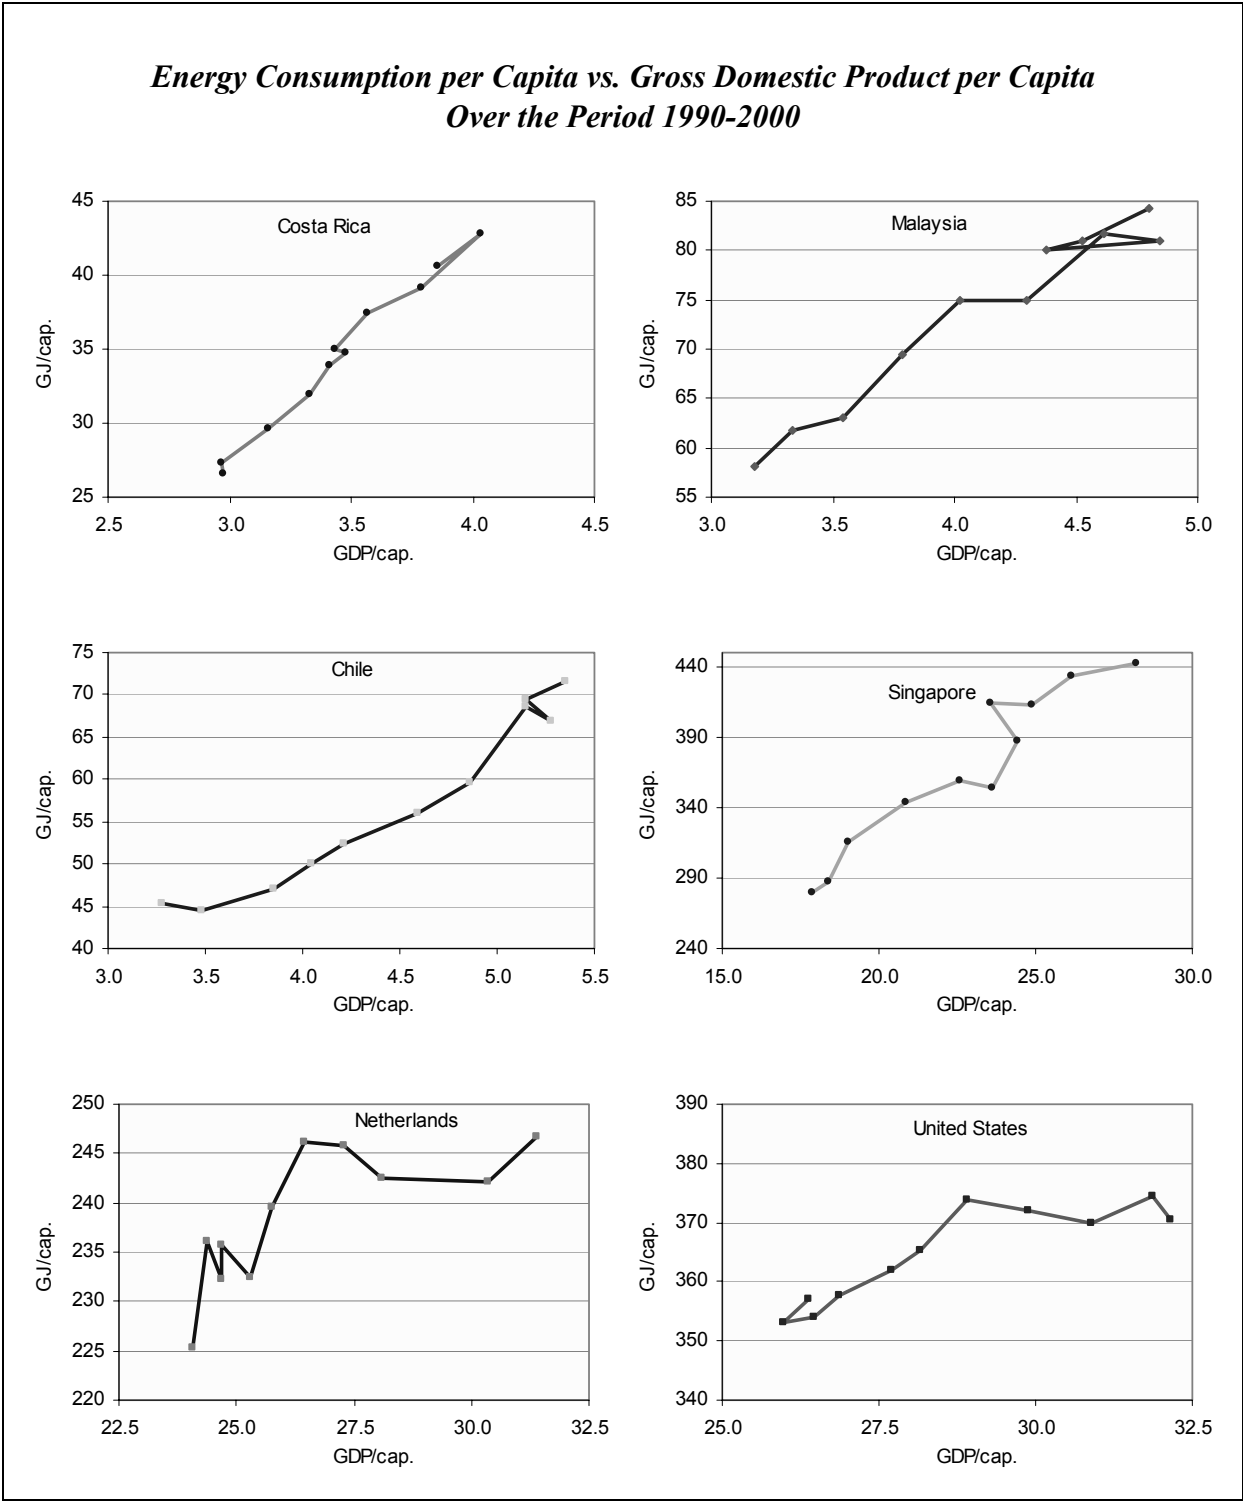 Energy Consumption per Capita vs. Gross Domestic Product per Capita
Over the Period 1990-2000
Costa Rica
45
40
35
30
25
2.5 3.0 3.5 4.0 4.5
GJ/cap.
GDP/cap.
Malaysia
85
80
75
70
65
60
55
3.0 3.5 4.0 4.5 5.0
GJ/cap.
GDP/cap.
Chile
75
70
65
60
55
50
45
40
3.0 3.5 4.0 4.5 5.0 5.5
GJ/cap.
GDP/cap.
Singapore
440
390
340
290
240
15.0 20.0 25.0 30.0
GJ/cap.
GDP/cap.
Netherlands
250
245
240
235
230
225
220
22.5 25.0 27.5 30.0 32.5
GJ/cap.
GDP/cap.
United States
390
380
370
360
350
340
25.0 27.5 30.0 32.5
GJ/cap.
GDP/cap.